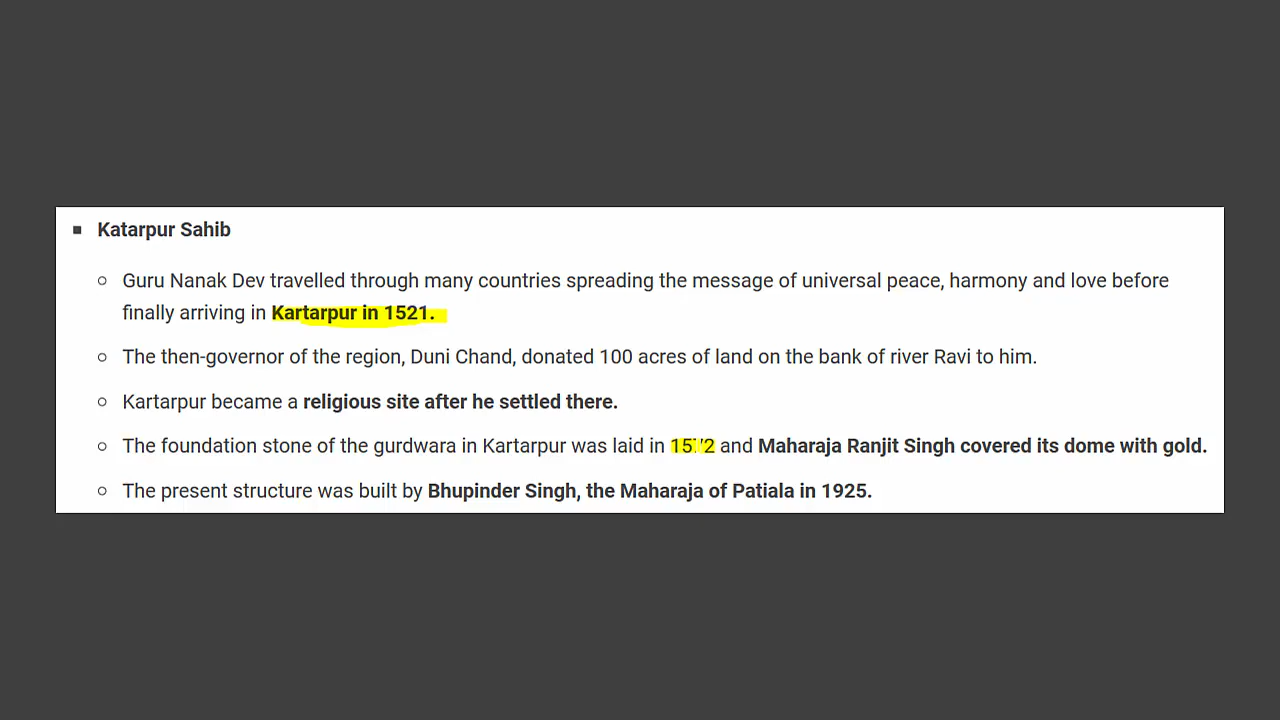 Katarpur Sahib
Guru Nanak Dev travelled through many countries spreading the message of universal peace, harmony and love before
finally arriving in Kartarpur in 1521.
The then-governor of the region, Duni Chand, donated 100 acres of land on the bank of river Ravi to him.
Kartarpur became a religious site after he settled there.
The foundation stone of the gurdwara in Kartarpur was laid in and Maharaja Ranjit Singh covered its dome with gold.
The present structure was built by Bhupinder Singh, the Maharaja of Patiala in 1925.